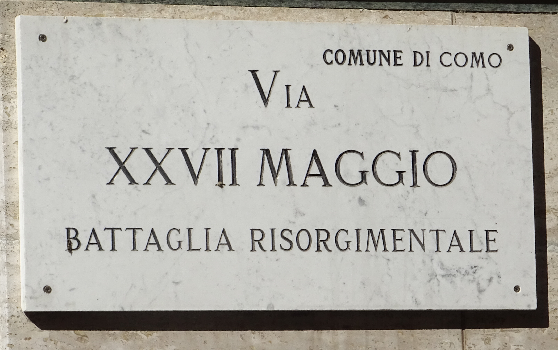 COMUNE DI COMO
VIA
XXVII MAGGIO
BATTAGLIA RISORGIMENTALE